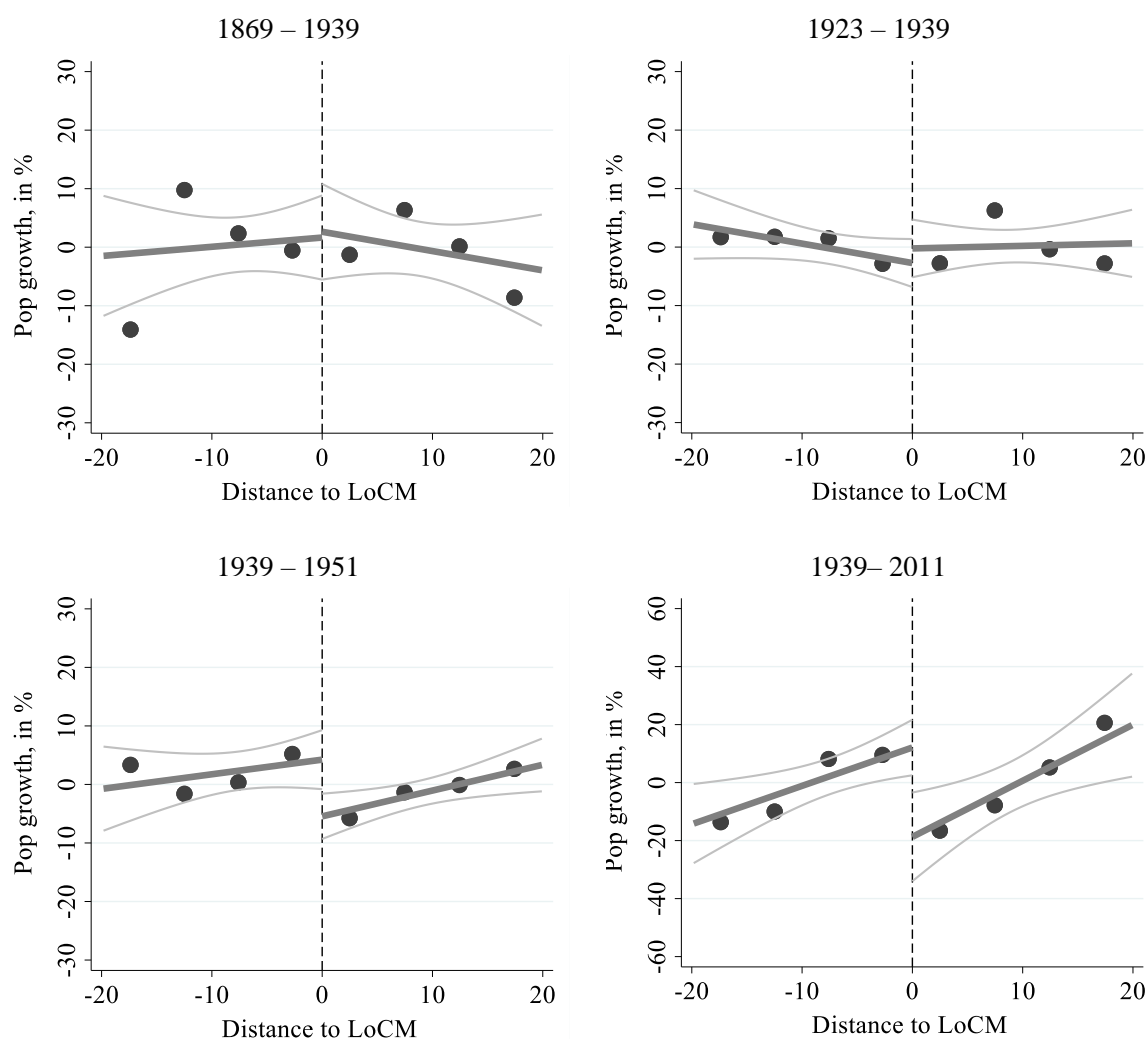 1869 – 1939
Pop growth, in %
30
20
10
0
-10
-20
-30
-20 -10 0 10 20
Distance to LoCM
1923 – 1939
Pop growth, in %
30
20
10
0
-10
-20
-30
-20 -10 0 10 20
Distance to LoCM
1939 – 1951
Pop growth, in %
30
20
10
0
-10
-20
-30
-20 -10 0 10 20
Distance to LoCM
1939– 2011
Pop growth, in %
60
40
20
0
-20
-40
-60
-20 -10 0 10 20
Distance to LoCM